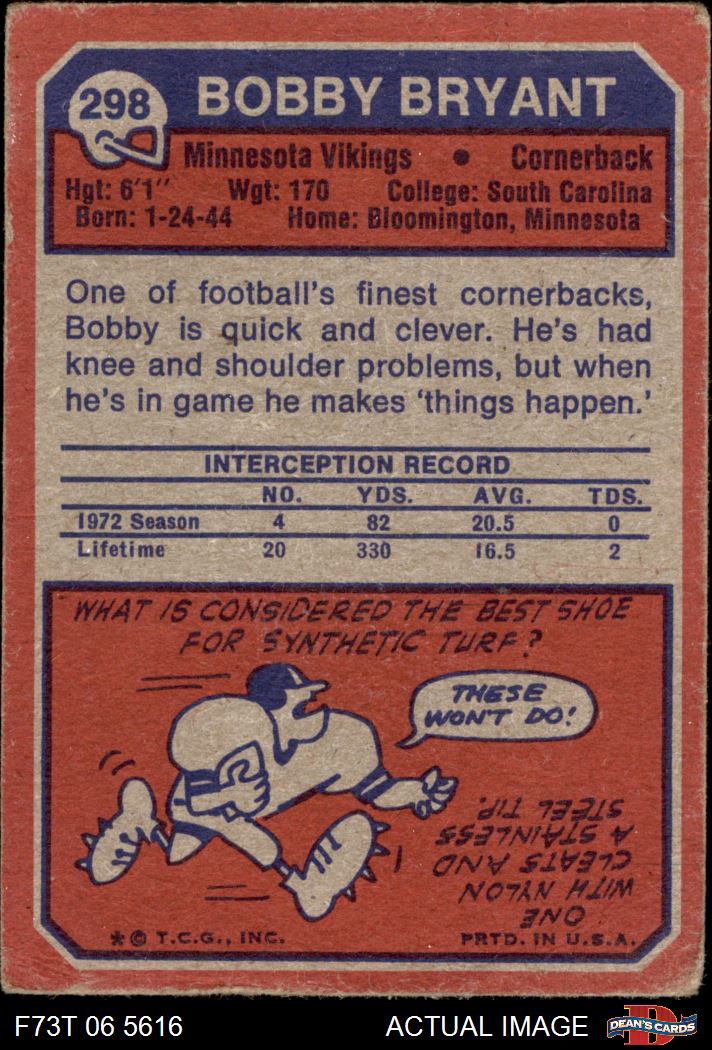 298
BOBBY BRYANT
Minnesota Vikings • Cornerback
Hgt: 6'1" Wgt: 170 College: South Carolina
Born: 1-24-44 Home: Bloomington, Minnesota
One of football's finest cornerbacks,
Bobby is quick and clever. He's had
knee and shoulder problems, but when
he's in game he makes 'things happen.'
INTERCEPTION RECORD
NO. YDS. AVG. TDS.
1972 Season 4 82 20.5 0
Lifetime 20 330 16.5 2
WHAT IS CONSIDERED THE BEST SHOE
FOR SYNTHETIC TURF?
THESE
WON'T DO!
ONE
WITH NYLON
CLEATS AND
A STAINLESS
STEEL TIP.
* © T.C.G., INC. PRTD. IN U.S.A.
F73T 06 5616 ACTUAL IMAGE
DEAN'S CARDS